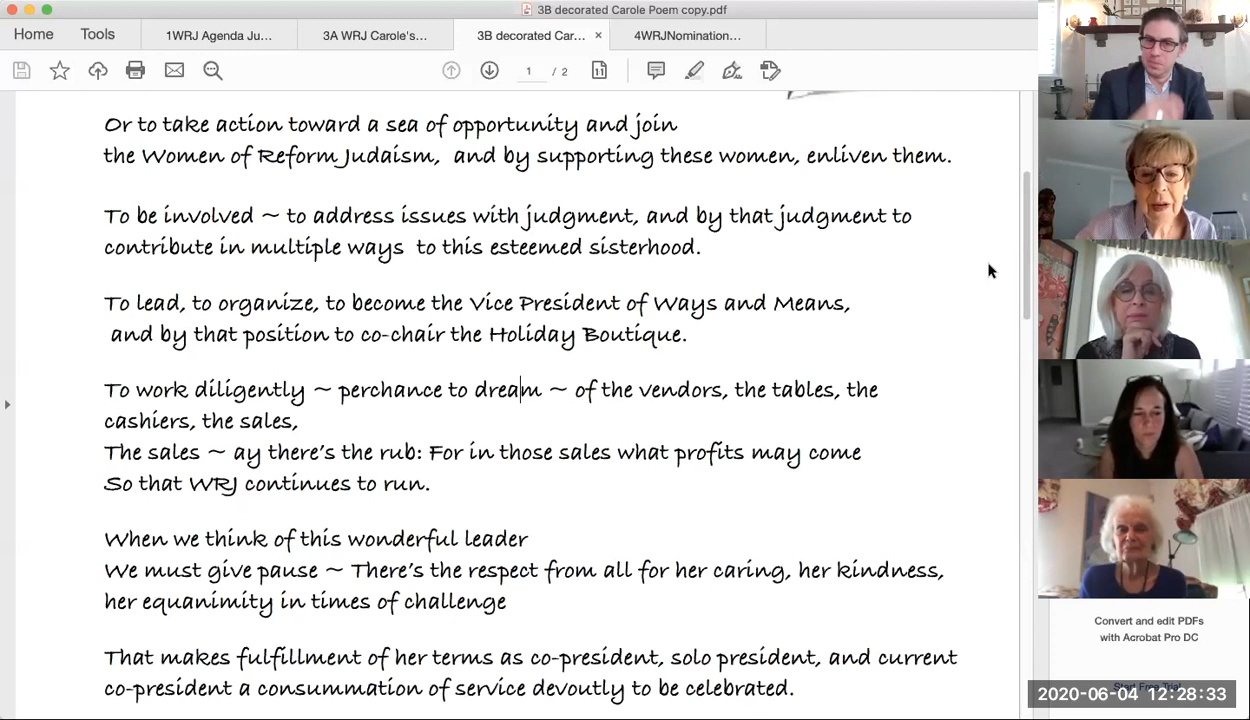 3B decorated Carole Poem copy.pdf
Home Tools 1WRJ Agenda Ju... 3A WRJ Carole's... 3B decorated Car... × 4WRJNomination...
1 / 2
Or to take action toward a sea of opportunity and join
the Women of Reform Judaism, and by supporting these women, enliven them.
To be involved ~ to address issues with judgment, and by that judgment to
contribute in multiple ways to this esteemed sisterhood.
To lead, to organize, to become the Vice President of Ways and Means,
and by that position to co-chair the Holiday Boutique.
To work diligently ~ perchance to dream ~ of the vendors, the tables, the
cashiers, the sales,
The sales ~ ay there's the rub: For in those sales what profits may come
So that WRJ continues to run.
When we think of this wonderful leader
We must give pause ~ There's the respect from all for her caring, her kindness,
her equanimity in times of challenge
That makes fulfillment of her terms as co-president, solo president, and current
co-president a consummation of service devoutly to be celebrated.
Convert and edit PDFs
with Acrobat Pro DC
Start Free Trial
2020-06-04 12:28:33